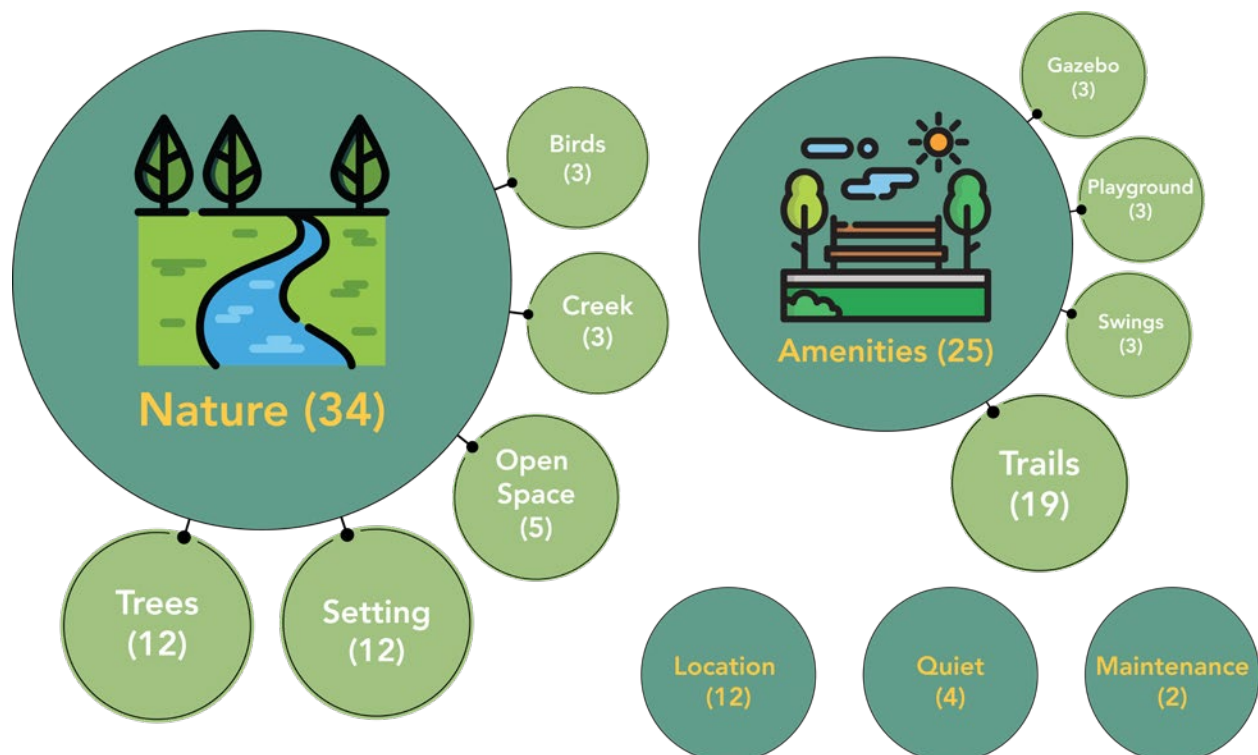 Nature (34)
Birds
(3)
Creek
(3)
Open
Space
(5)
Setting
(12)
Trees
(12)
Amenities (25)
Gazebo
(3)
Playground
(3)
Swings
(3)
Trails
(19)
Location
(12)
Quiet
(4)
Maintenance
(2)